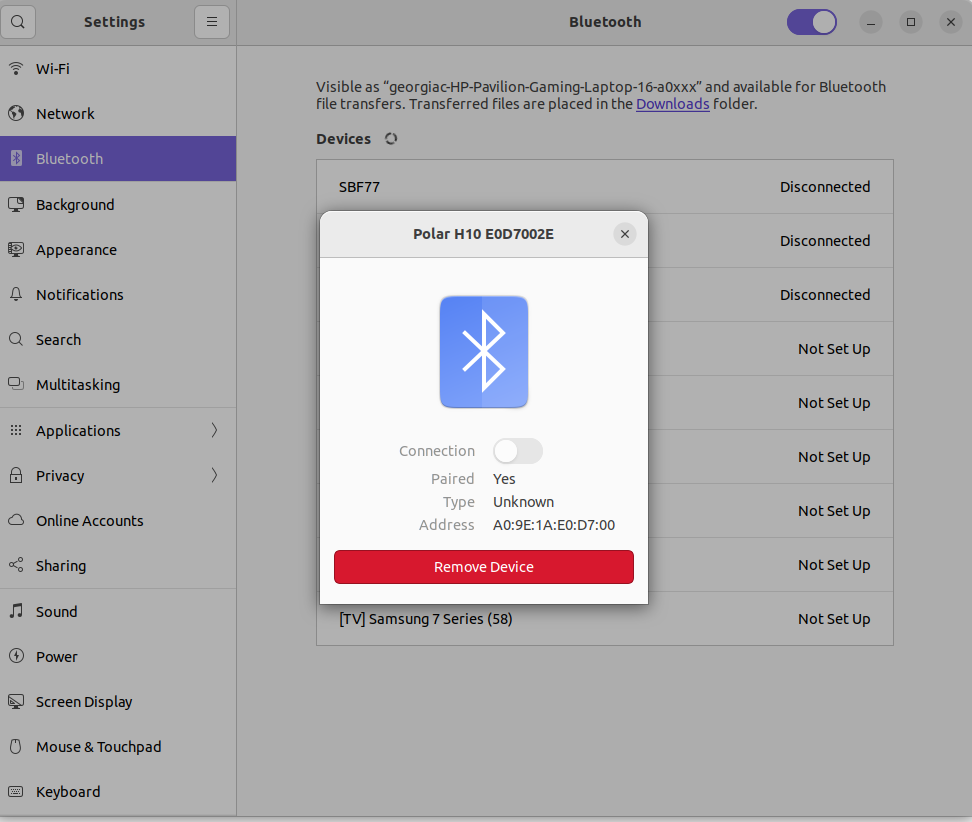 Settings
Bluetooth
Wi-Fi
Network
Bluetooth
Background
Appearance
Notifications
Search
Multitasking
Applications
Privacy
Online Accounts
Sharing
Sound
Power
Screen Display
Mouse & Touchpad
Keyboard
Visible as “georgiac-HP-Pavilion-Gaming-Laptop-16-a0xxx” and available for Bluetooth
file transfers. Transferred files are placed in the Downloads folder.
Devices
SBF77 Disconnected
Disconnected
Disconnected
Not Set Up
Not Set Up
Not Set Up
Not Set Up
Not Set Up
[TV] Samsung 7 Series (58) Not Set Up
Polar H10 E0D7002E
Connection
Paired Yes
Type Unknown
Address A0:9E:1A:E0:D7:00
Remove Device